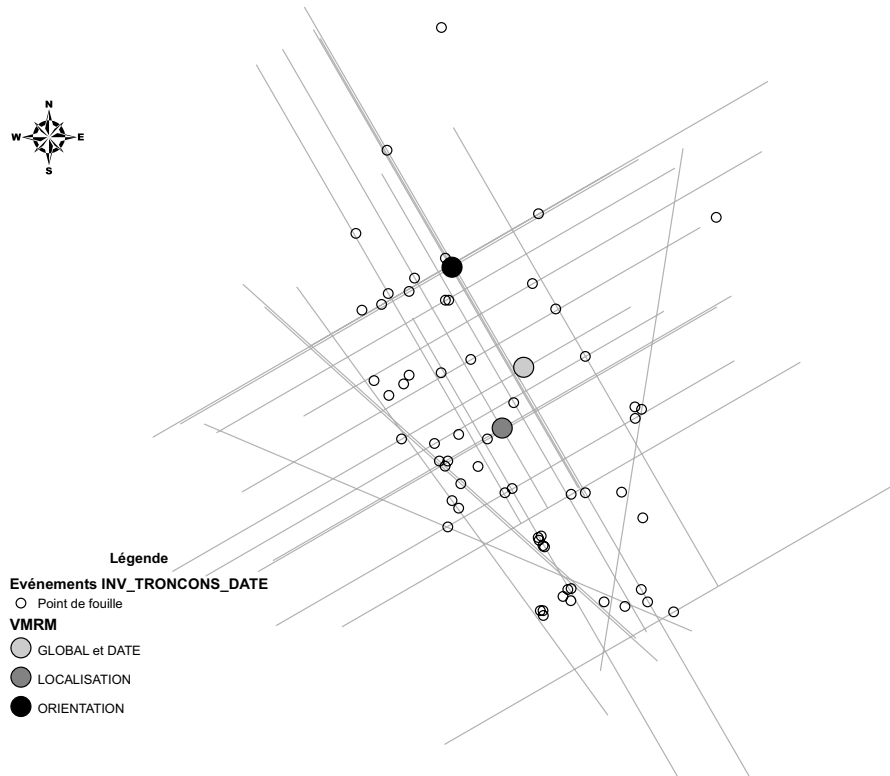 N
W E
S
Légende
Evénements INV_TRONCONS_DATE
Point de fouille
VMRM
GLOBAL et DATE
LOCALISATION
ORIENTATION